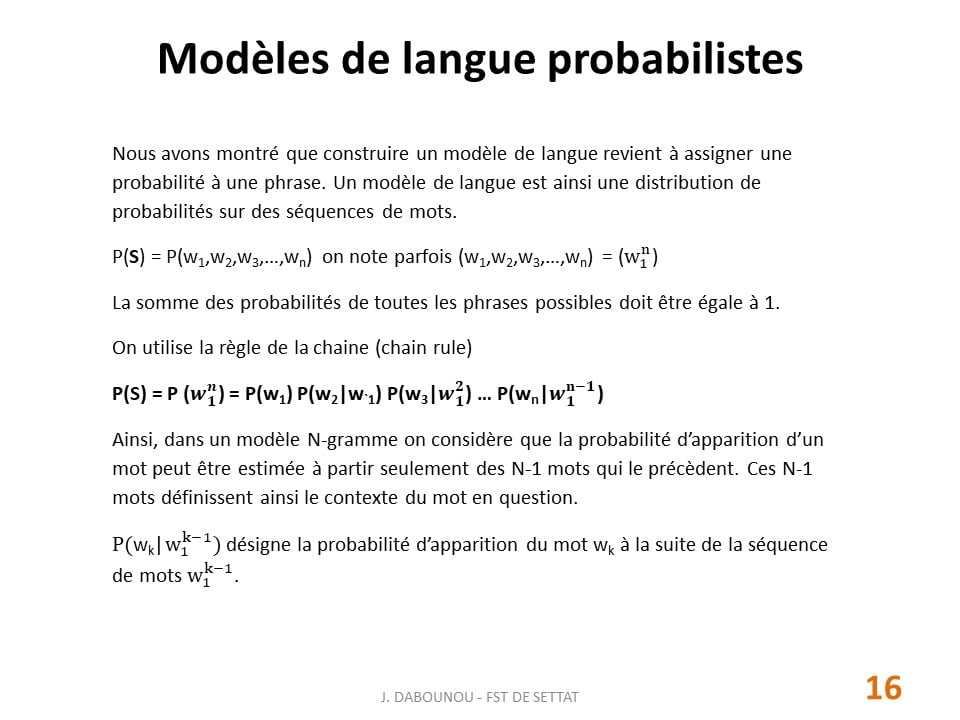 Modèles de langue probabilistes
Nous avons montré que construire un modèle de langue revient à assigner une
probabilité à une phrase. Un modèle de langue est ainsi une distribution de
probabilités sur des séquences de mots.
P(S) = P(w₁,w₂,w₃,…,wₙ) on note parfois (w₁,w₂,w₃,…,wₙ) = (w₁ⁿ)
La somme des probabilités de toutes les phrases possibles doit être égale à 1.
On utilise la règle de la chaine (chain rule)
P(S) = P (w₁ⁿ) = P(w₁) P(w₂|w.₁) P(w₃|w₁²) … P(wₙ|w₁ⁿ⁻¹)
Ainsi, dans un modèle N-gramme on considère que la probabilité d’apparition d’un
mot peut être estimée à partir seulement des N-1 mots qui le précèdent. Ces N-1
mots définissent ainsi le contexte du mot en question.
P(wₖ|w₁ᵏ⁻¹) désigne la probabilité d’apparition du mot wₖ à la suite de la séquence
de mots w₁ᵏ⁻¹.
J. DABOUNOU - FST DE SETTAT
16